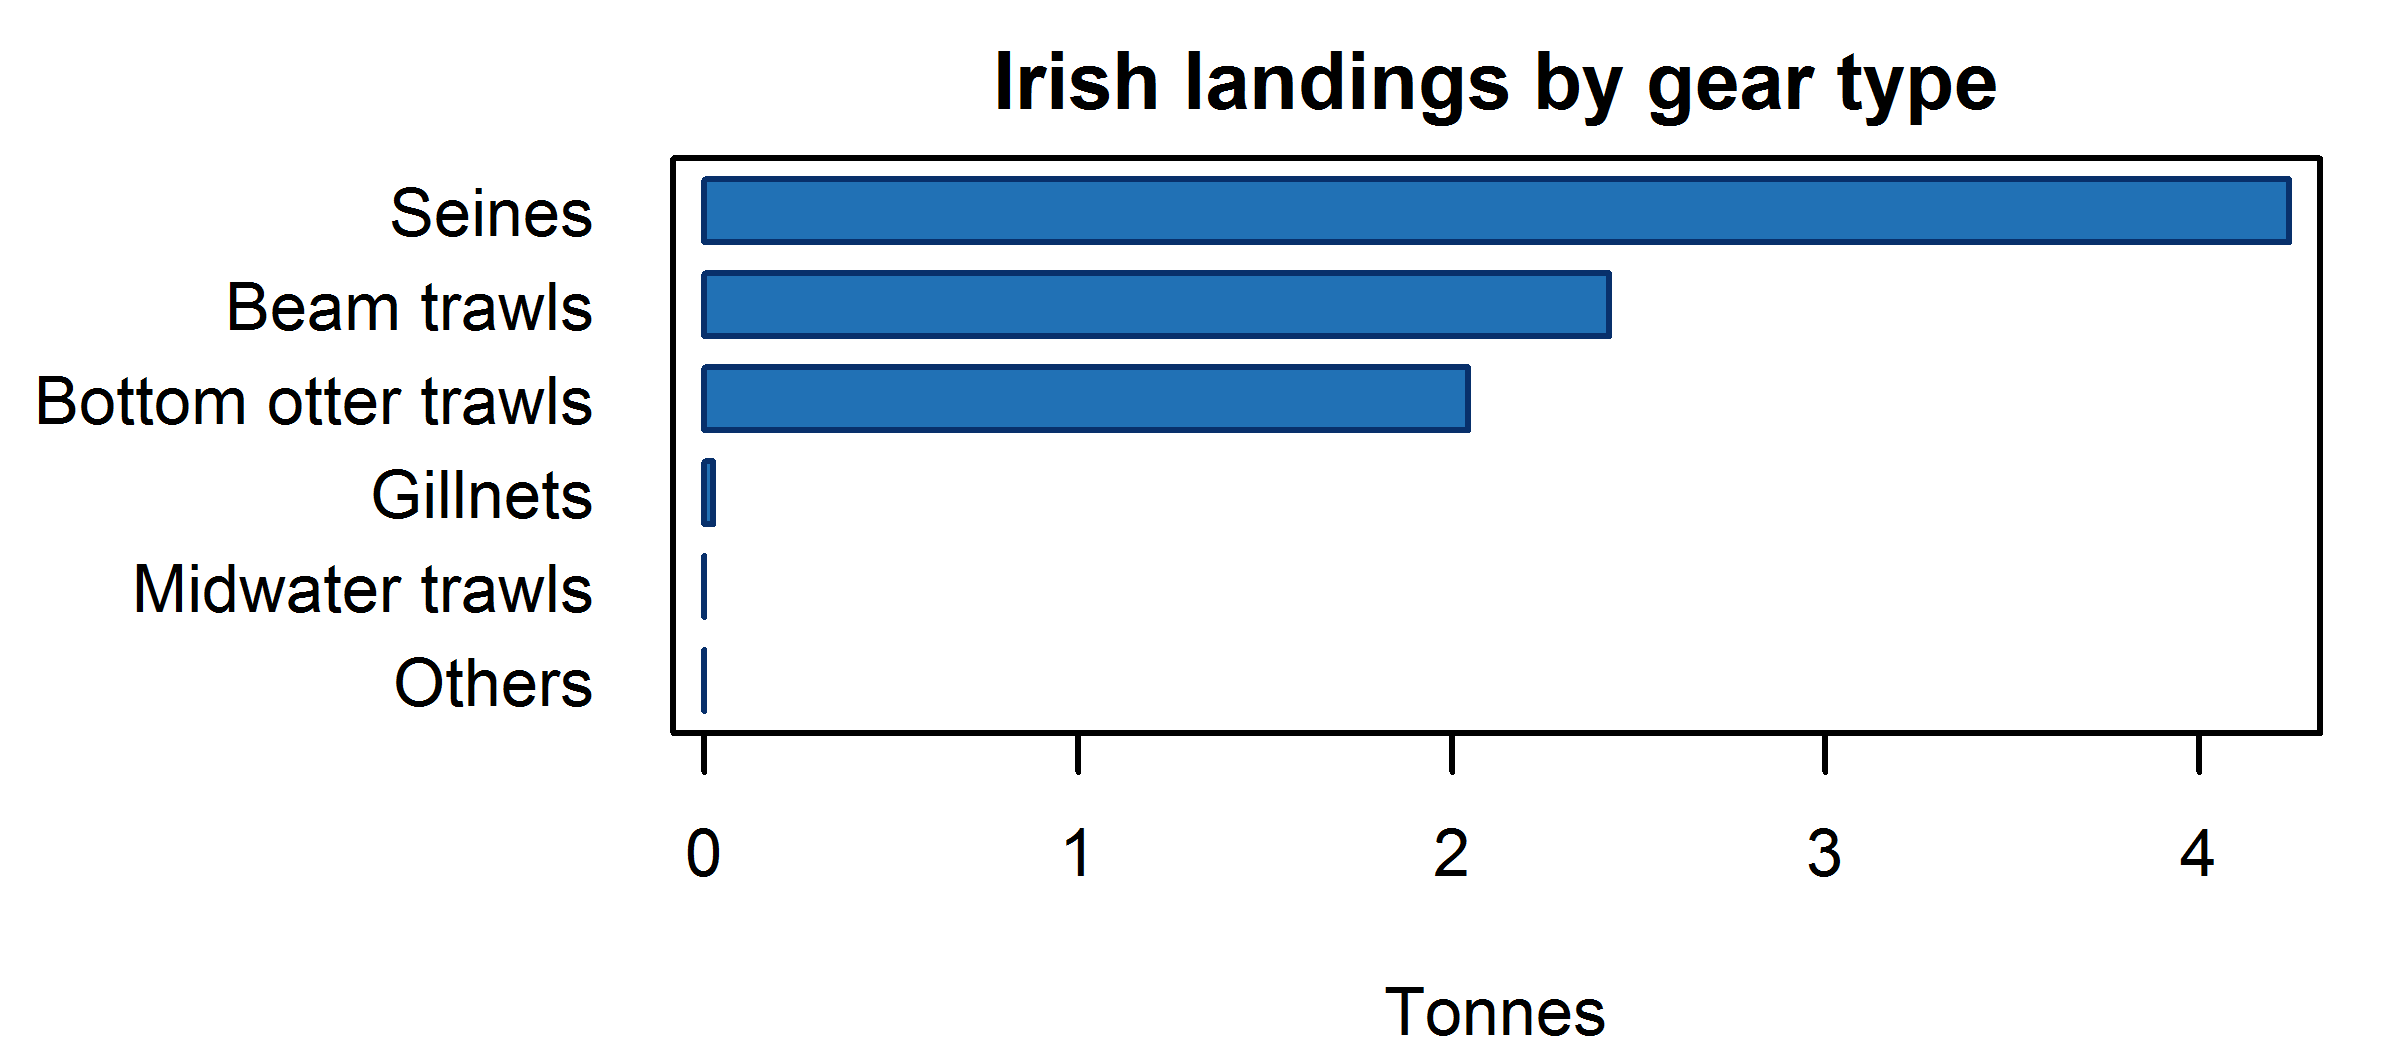 Irish landings by gear type
Seines
Beam trawls
Bottom otter trawls
Gillnets
Midwater trawls
Others
0 1 2 3 4
Tonnes